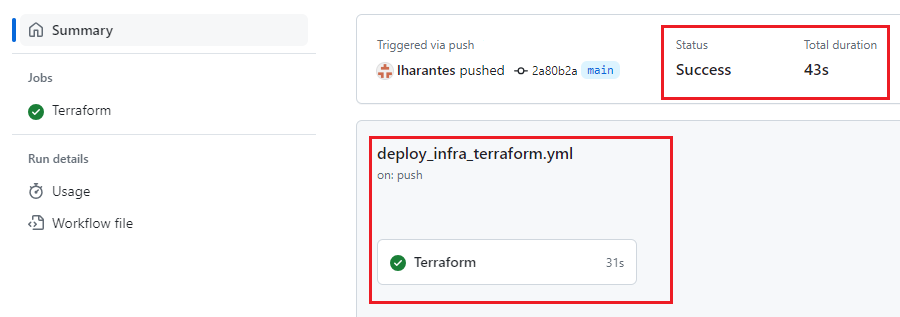 Summary
Jobs
Terraform
Run details
Usage
Workflow file
Triggered via push
lharantes pushed 2a80b2a main
Status
Success
Total duration
43s
deploy_infra_terraform.yml
on: push
Terraform 31s